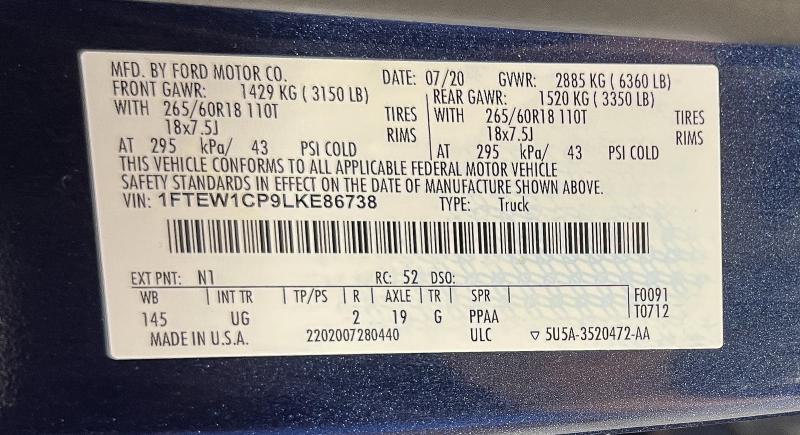 MFD. BY FORD MOTOR CO. DATE: 07/20 GVWR: 2885 KG ( 6360 LB)
FRONT GAWR: 1429 KG ( 3150 LB) REAR GAWR: 1520 KG ( 3350 LB)
WITH 265/60R18 110T TIRES WITH 265/60R18 110T TIRES
18x7.5J RIMS 18x7.5J RIMS
AT 295 kPa/ 43 PSI COLD AT 295 kPa/ 43 PSI COLD
THIS VEHICLE CONFORMS TO ALL APPLICABLE FEDERAL MOTOR VEHICLE
SAFETY STANDARDS IN EFFECT ON THE DATE OF MANUFACTURE SHOWN ABOVE.
VIN: 1FTEW1CP9LKE86738 TYPE: Truck
EXT PNT: N1 RC: 52 DSO:
WB INT TR TP/PS R AXLE TR SPR F0091
145 UG 2 19 G PPAA T0712
MADE IN U.S.A. 2202007280440 ULC ▽ 5U5A-3520472-AA